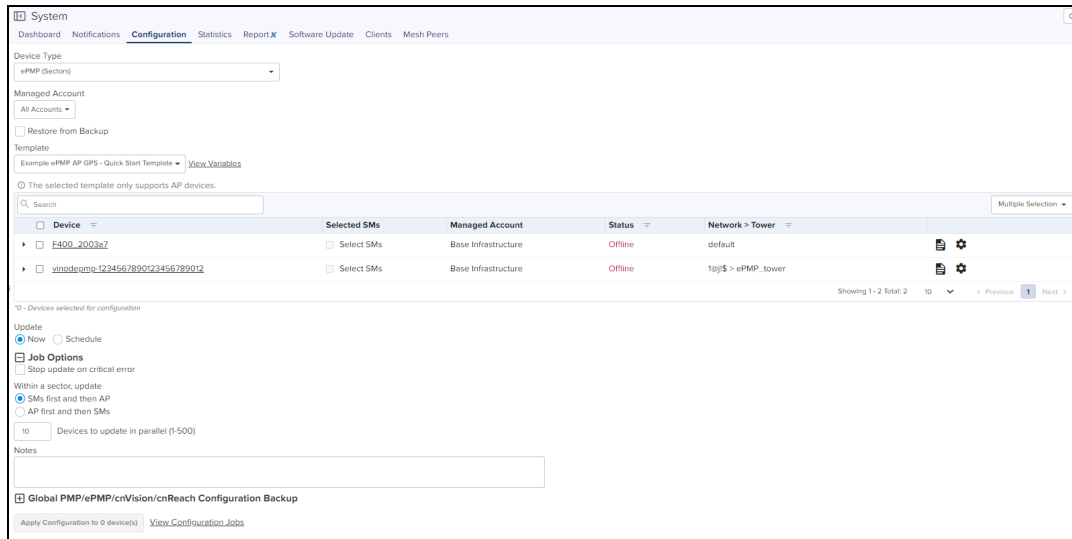 System
Dashboard Notifications Configuration Statistics Report X Software Update Clients Mesh Peers
Device Type
ePMP (Sectors)
Managed Account
All Accounts
Restore from Backup
Template
Example ePMP AP GPS - Quick Start Template View Variables
The selected template only supports AP devices.
Search Multiple Selection
Device Selected SMs Managed Account Status Network > Tower
F400_2003a7 Select SMs Base Infrastructure Offline default
vinodepmp-1234567890123456789012 Select SMs Base Infrastructure Offline 1@j!$ > ePMP_tower
Showing 1 - 2 Total: 2 10 < Previous 1 Next >
*0 - Devices selected for configuration
Update
Now Schedule
Job Options
Stop update on critical error
Within a sector, update
SMs first and then AP
AP first and then SMs
10 Devices to update in parallel (1-500)
Notes
Global PMP/ePMP/cnVision/cnReach Configuration Backup
Apply Configuration to 0 device(s) View Configuration Jobs